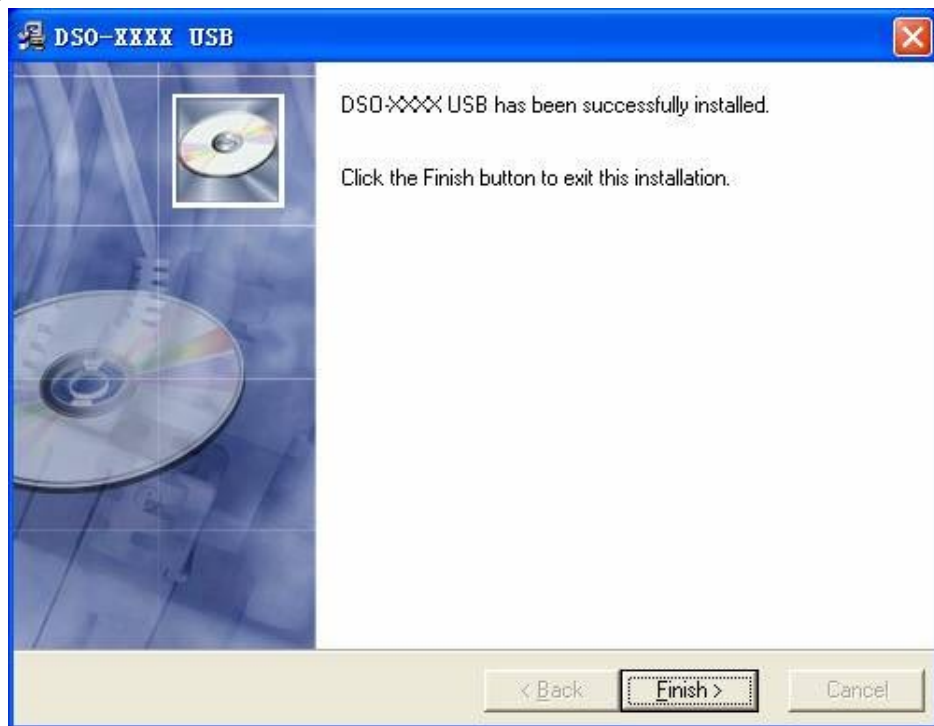 DSO-XXXX USB
DSO-XXXX USB has been successfully installed.
Click the Finish button to exit this installation.
< Back
Finish >
Cancel